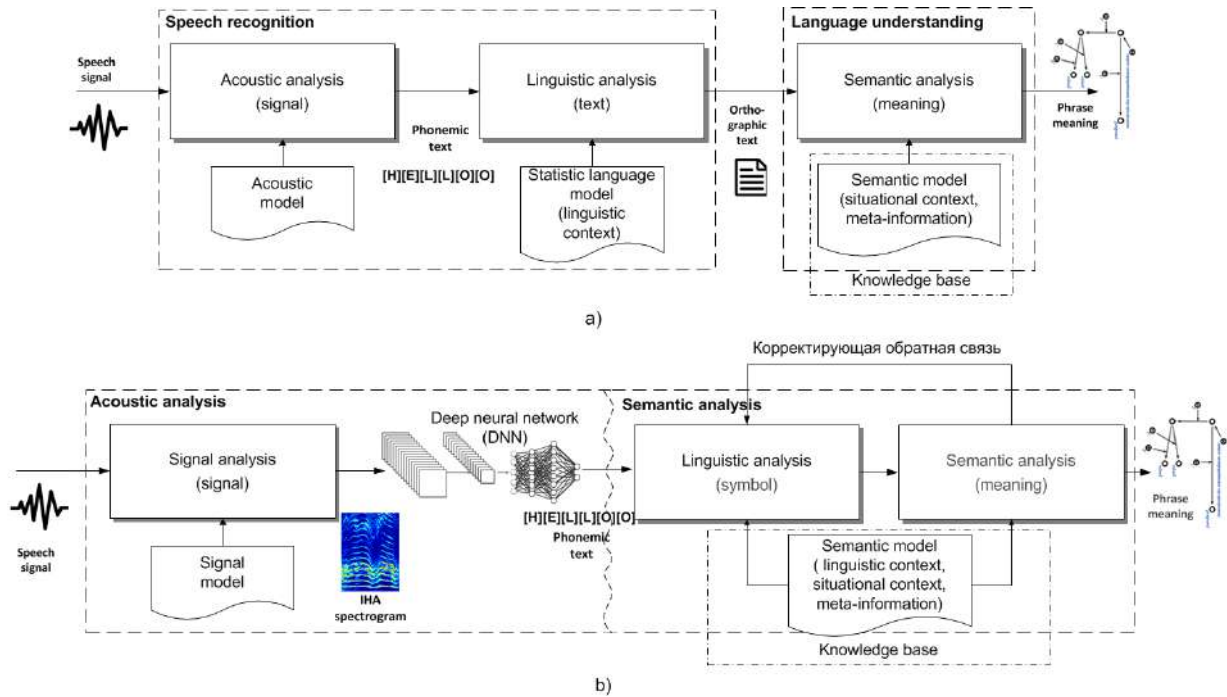 Speech recognition
Language understanding
Speech
signal
Acoustic analysis
(signal)
Linguistic analysis
(text)
Semantic analysis
(meaning)
Phonemic
text
[H][E][L][L][O][O]
Ortho-
graphic
text
Phrase
meaning
Acoustic
model
Statistic language
model
(linguistic
context)
Semantic model
(situational context,
meta-information)
Knowledge base
a)
Корректирующая обратная связь
Acoustic analysis
Semantic analysis
Deep neural network
(DNN)
Signal analysis
(signal)
Linguistic analysis
(symbol)
Semantic analysis
(meaning)
Speech
signal
Signal
model
IHA
spectrogram
[H][E][L][L][O][O]
Phonemic
text
Phrase
meaning
Semantic model
( linguistic context,
situational context,
meta-information)
Knowledge base
b)